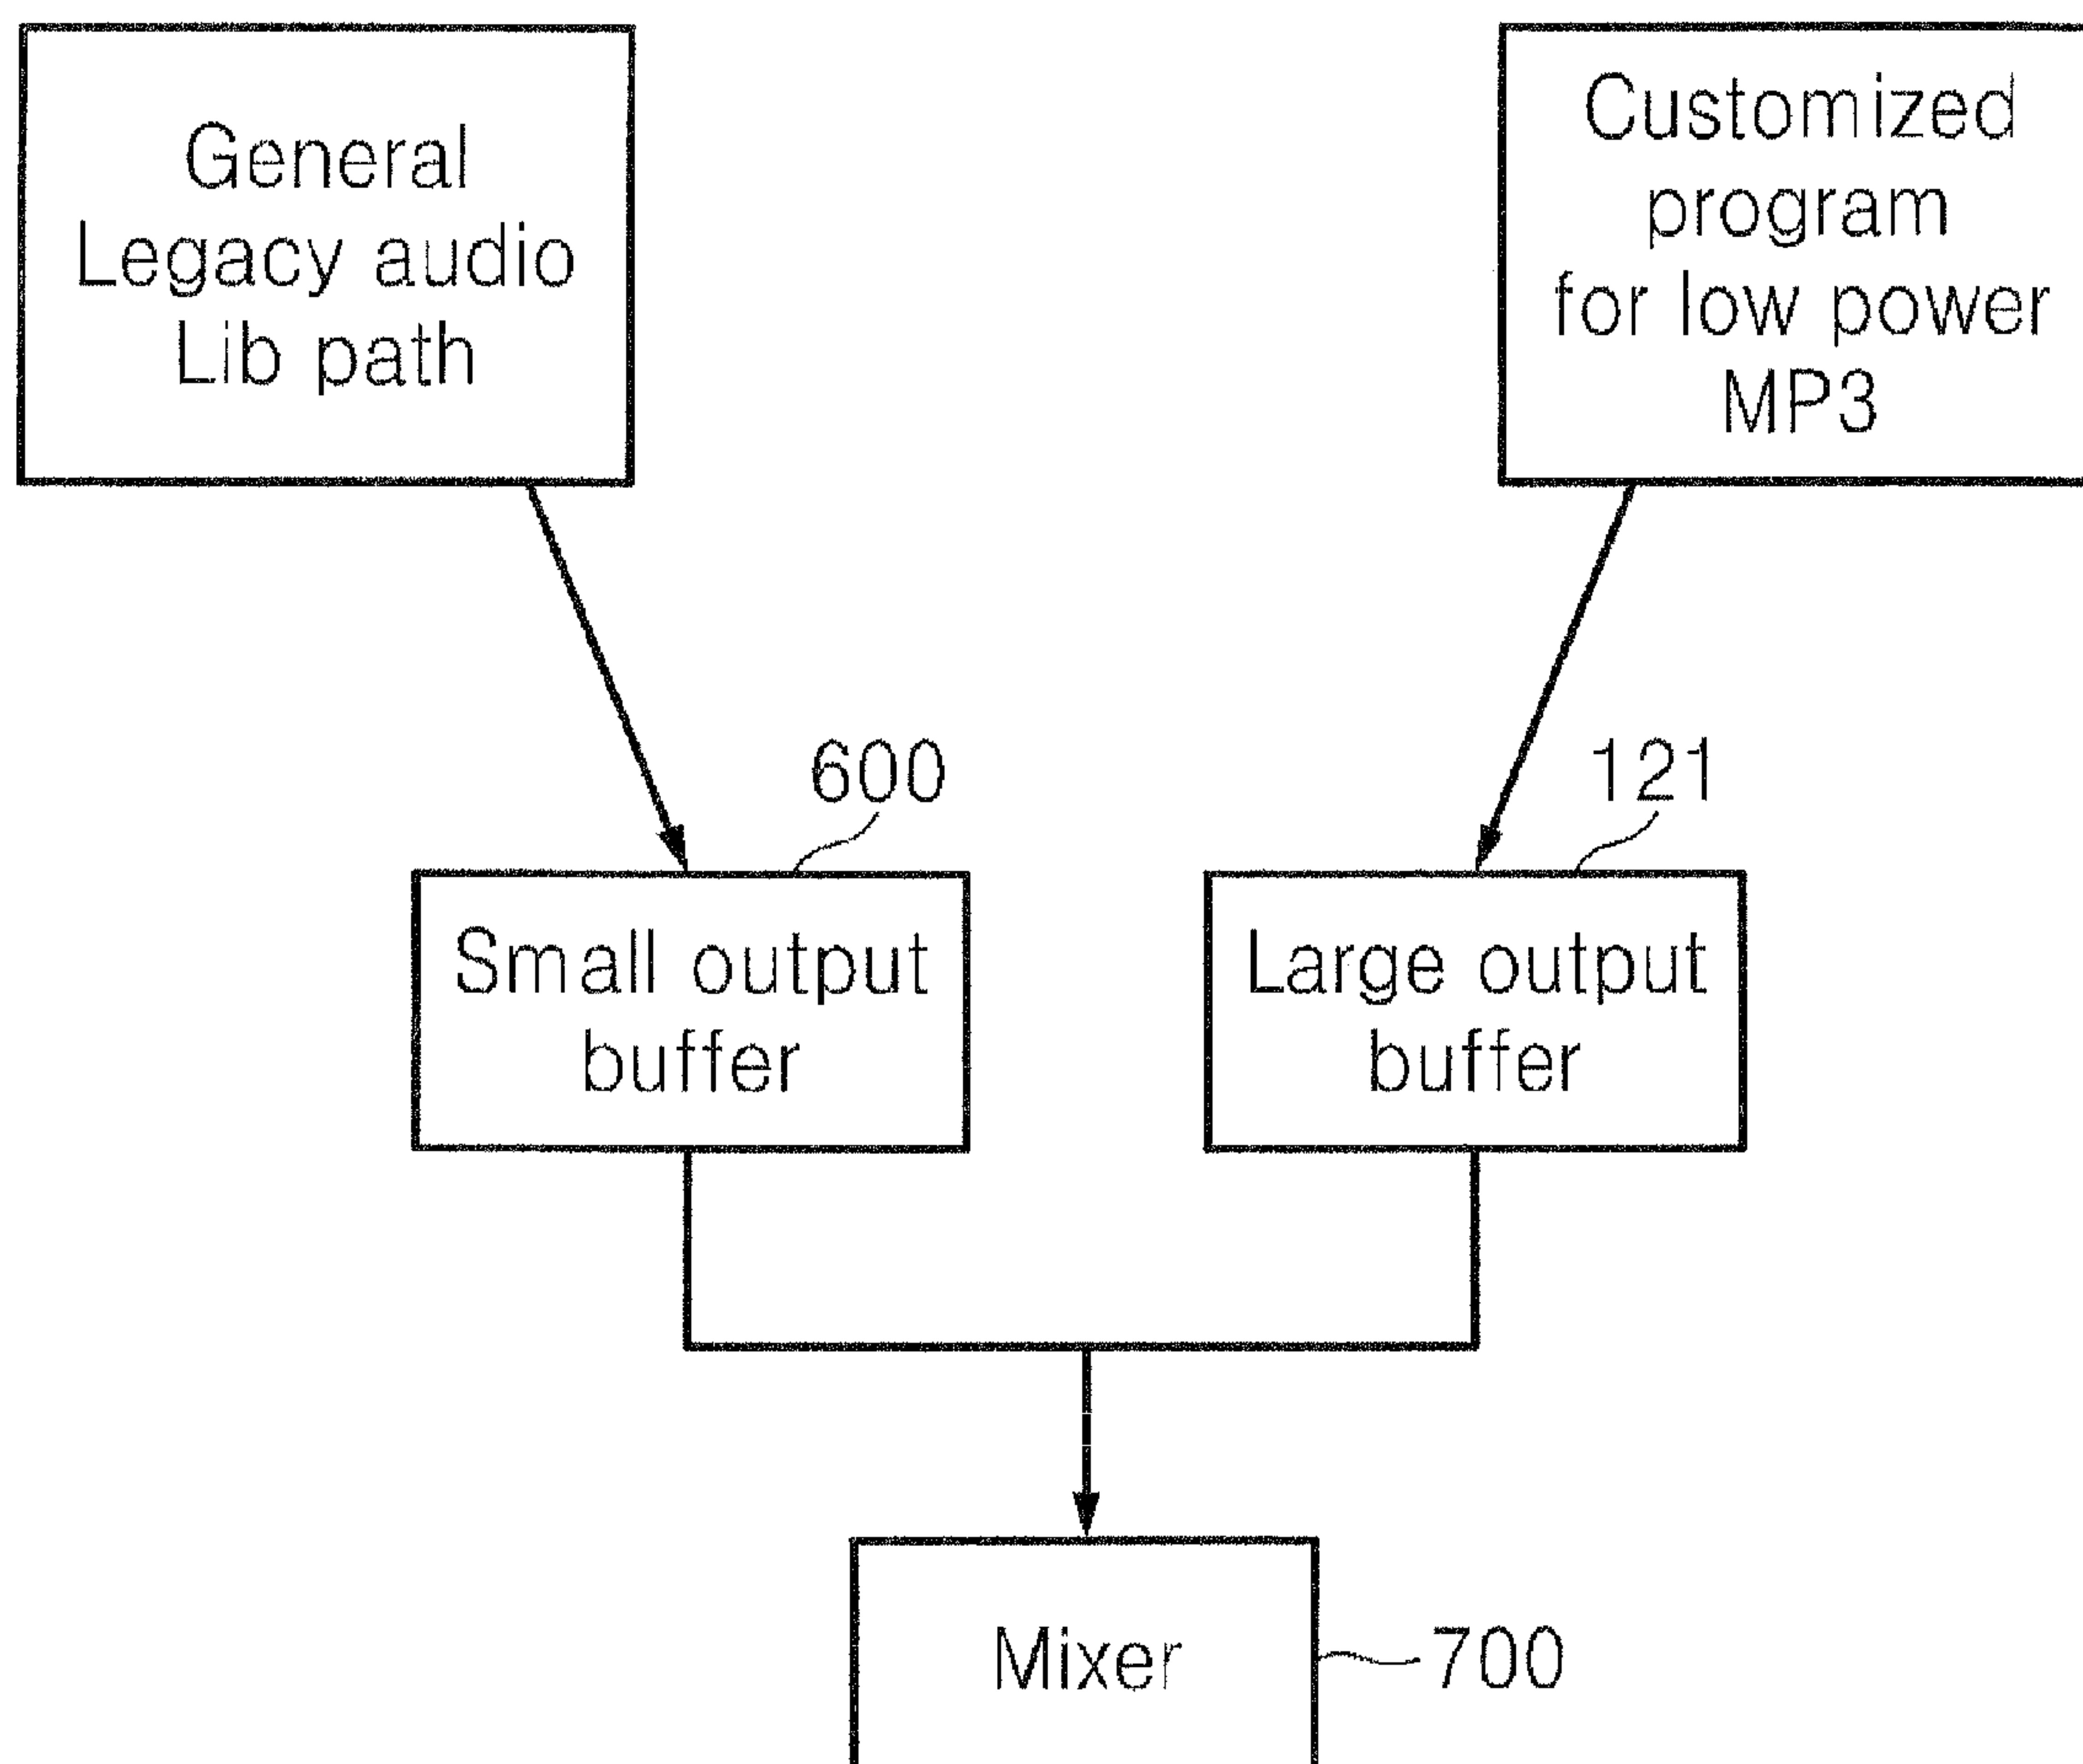 General
Legacy audio
Lib path
Customized
program
for low power
MP3
600
121
Small output
buffer
Large output
buffer
Mixer
700